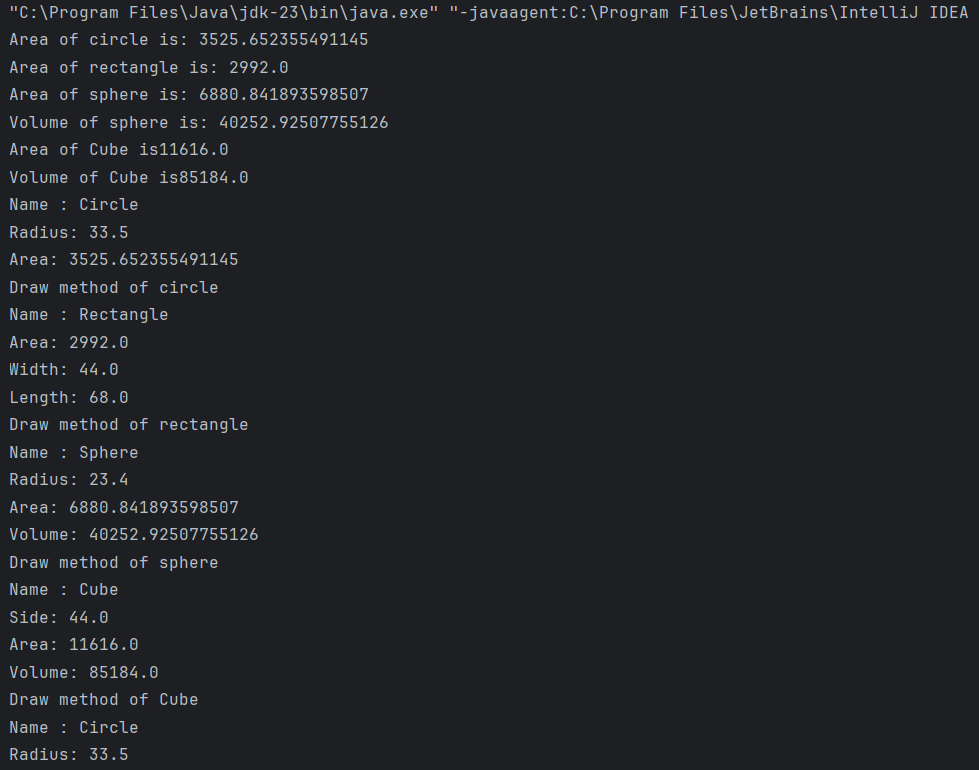 "C:\Program Files\Java\jdk-23\bin\java.exe" "-javaagent:C:\Program Files\JetBrains\IntelliJ IDEA
Area of circle is: 3525.652355491145
Area of rectangle is: 2992.0
Area of sphere is: 6880.841893598507
Volume of sphere is: 40252.92507755126
Area of Cube is11616.0
Volume of Cube is85184.0
Name : Circle
Radius: 33.5
Area: 3525.652355491145
Draw method of circle
Name : Rectangle
Area: 2992.0
Width: 44.0
Length: 68.0
Draw method of rectangle
Name : Sphere
Radius: 23.4
Area: 6880.841893598507
Volume: 40252.92507755126
Draw method of sphere
Name : Cube
Side: 44.0
Area: 11616.0
Volume: 85184.0
Draw method of Cube
Name : Circle
Radius: 33.5